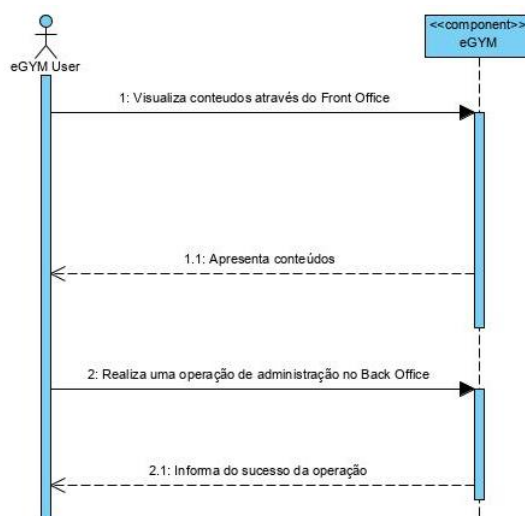 <<component>>
eGYM
eGYM User
1: Visualiza conteudos através do Front Office
1.1: Apresenta conteúdos
2: Realiza uma operação de administração no Back Office
2.1: Informa do sucesso da operação